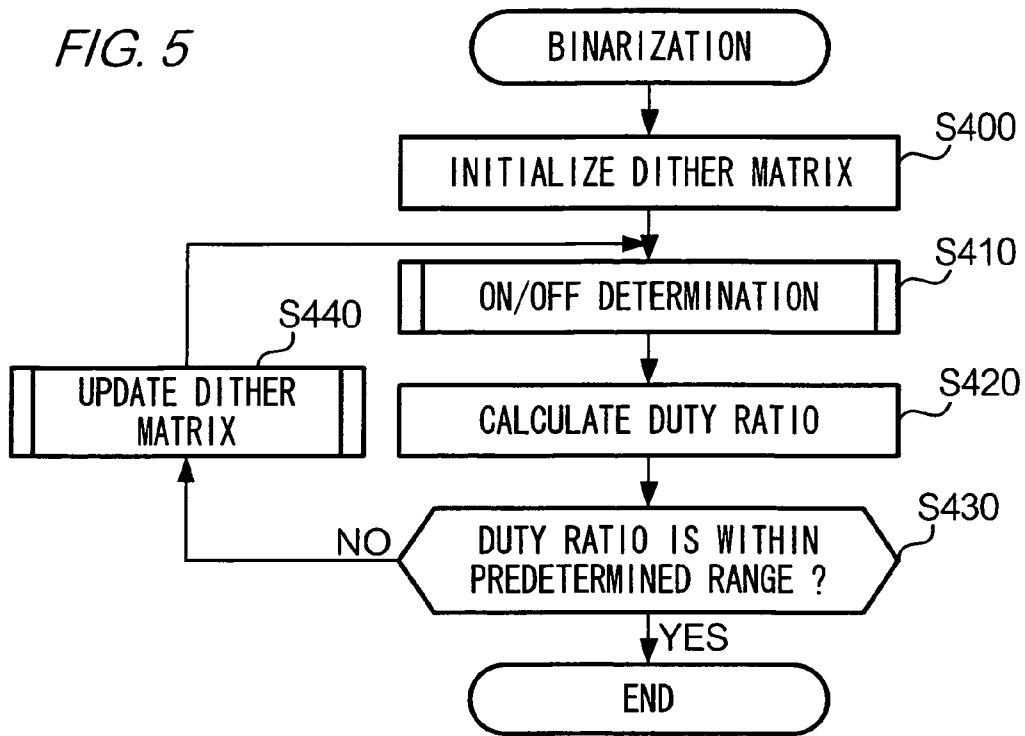 FIG. 5
BINARIZATION
S400
INITIALIZE DITHER MATRIX
S410
ON/OFF DETERMINATION
S440
UPDATE DITHER
MATRIX
S420
CALCULATE DUTY RATIO
S430
NO
DUTY RATIO IS WITHIN
PREDETERMINED RANGE ?
YES
END